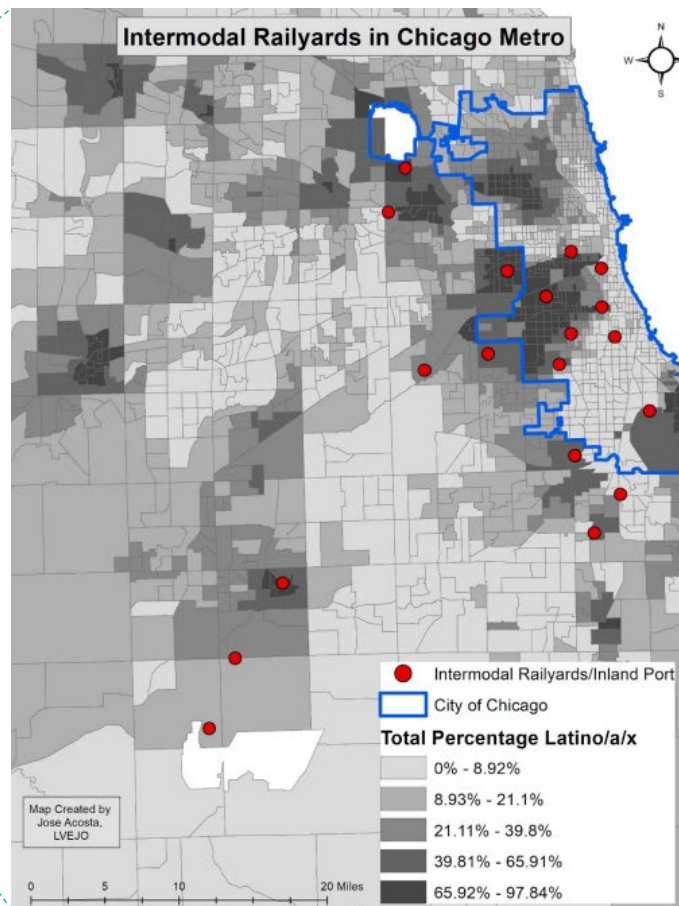 Intermodal Railyards in Chicago Metro
N
W
S
Intermodal Railyards/Inland Port
City of Chicago
Total Percentage Latino/a/x
0% - 8.92%
8.93% - 21.1%
21.11% - 39.8%
39.81% - 65.91%
65.92% - 97.84%
Map Created by
Jose Acosta,
LVEJO
0 5 10 20 Miles